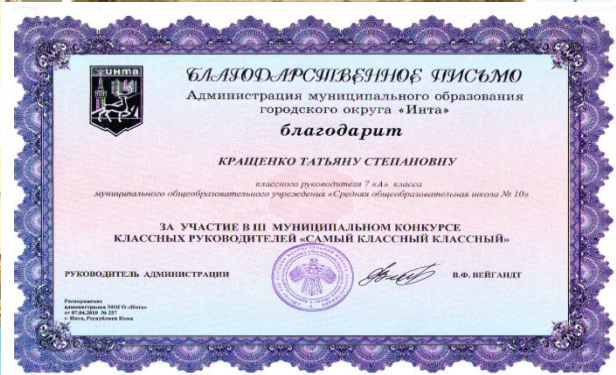 ИНТА
БЛАГОДАРСТВЕННОЕ ПИСЬМО
Администрация муниципального образования
городского округа «Инта»
благодарит
КРАЩЕНКО ТАТЬЯНУ СТЕПАНОВНУ
классного руководителя 7 «А» класса
муниципального общеобразовательного учреждения «Средняя общеобразовательная школа № 10»
ЗА УЧАСТИЕ В III МУНИЦИПАЛЬНОМ КОНКУРСЕ
КЛАССНЫХ РУКОВОДИТЕЛЕЙ «САМЫЙ КЛАССНЫЙ КЛАССНЫЙ»
РУКОВОДИТЕЛЬ АДМИНИСТРАЦИИ
В.Ф. ВЕЙГАНДТ
Распоряжение
администрации МОГО «Инта»
от 07.04.2010 № 257
г. Инта, Республика Коми